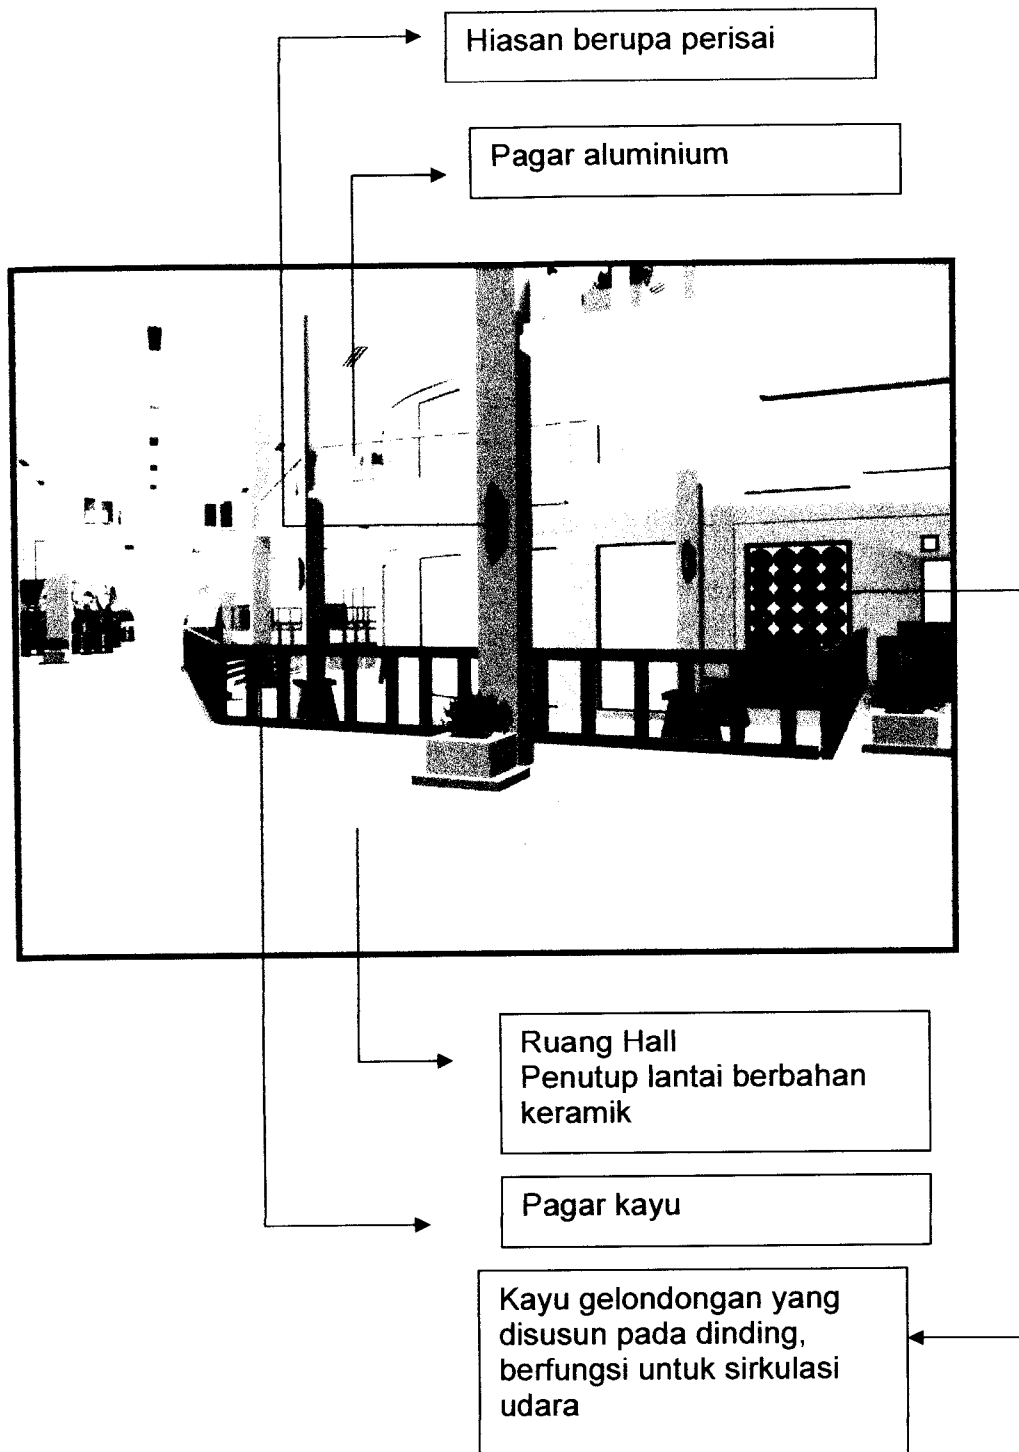 Hiasan berupa perisai
Pagar aluminium
Ruang Hall
Penutup lantai berbahan
keramik
Pagar kayu
Kayu gelondongan yang
disusun pada dinding,
berfungsi untuk sirkulasi
udara